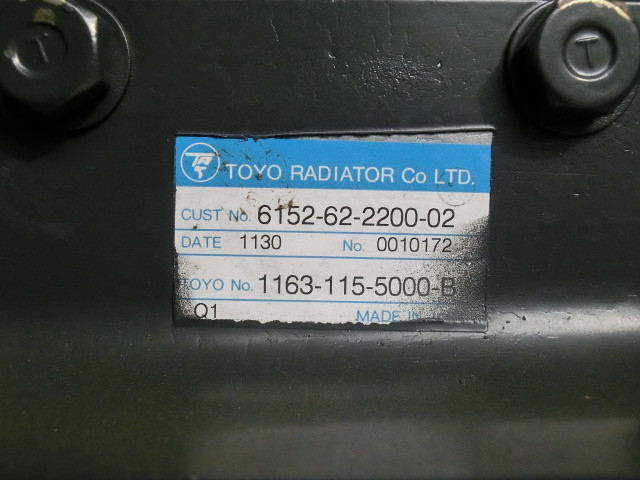 T
T
TRS TOYO RADIATOR Co LTD.
CUST No. 6152-62-2200-02
DATE 1130 No. 0010172
TOYO No. 1163-115-5000-B
Q1 MADE IN